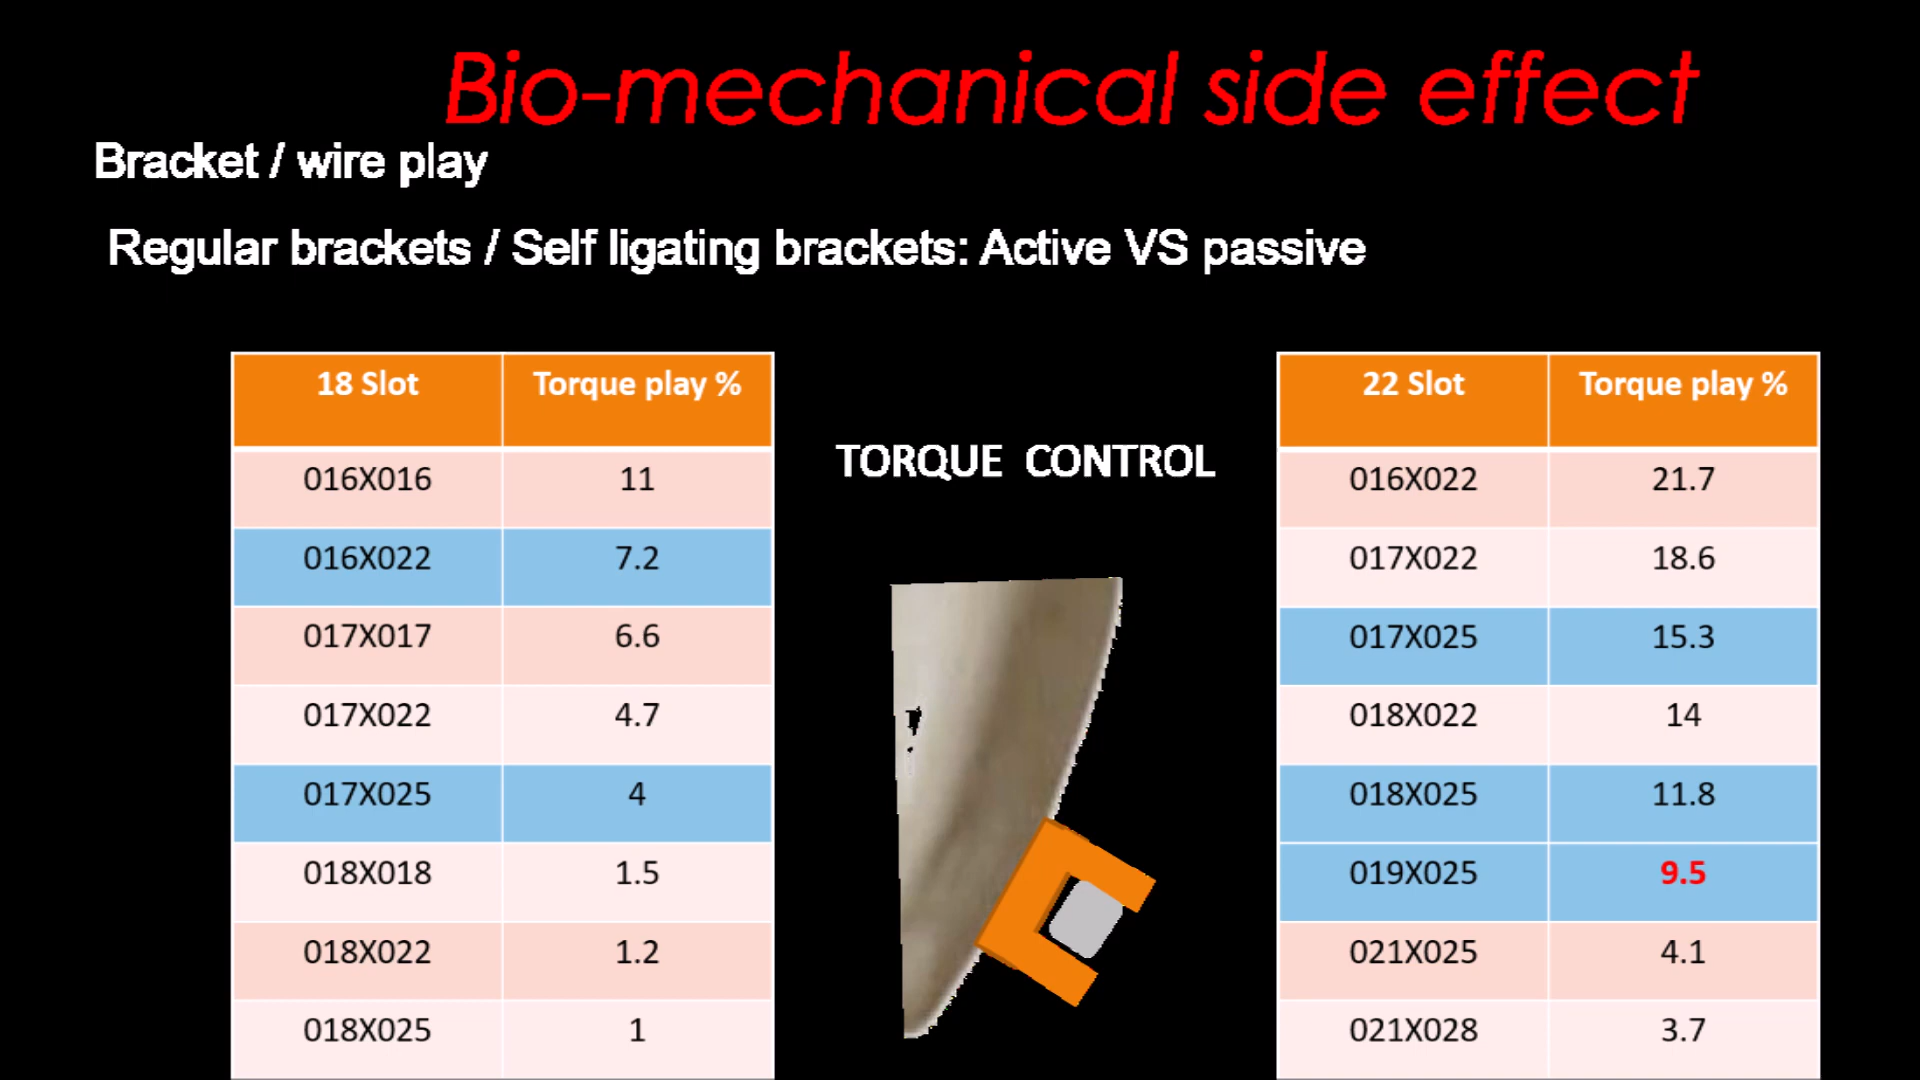 Bio-mechanical side effect
Bracket / wire play
Regular brackets / Self ligating brackets: Active VS passive
18 Slot Torque play %
016X016 11
016X022 7.2
017X017 6.6
017X022 4.7
017X025 4
018X018 1.5
018X022 1.2
018X025 1
TORQUE CONTROL
22 Slot Torque play %
016X022 21.7
017X022 18.6
017X025 15.3
018X022 14
018X025 11.8
019X025 9.5
021X025 4.1
021X028 3.7